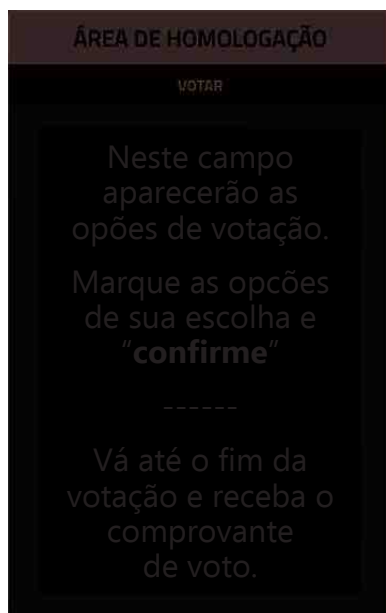 ÁREA DE HOMOLOGAÇÃO
VOTAR
Neste campo
aparecerão as
opões de votação.
Marque as opcões
de sua escolha e
“confirme”
------
Vá até o fim da
votação e receba o
comprovante
de voto.